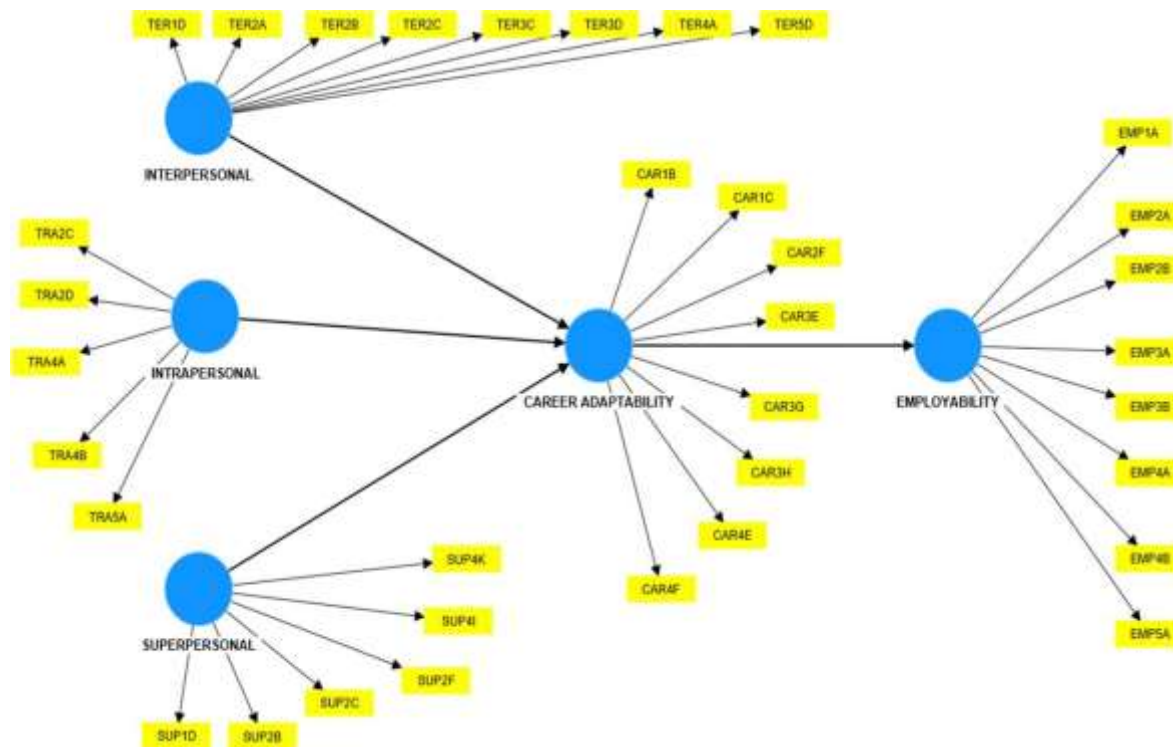 TER1D
TER2A
TER2B
TER2C
TER3C
TER3D
TER4A
TER5D
INTERPERSONAL
TRA2C
TRA2D
TRA4A
TRA4B
TRA5A
INTRAPERSONAL
SUPERPERSONAL
SUP4K
SUP4I
SUP2F
SUP2C
SUP2B
SUP1D
CAR1B
CAR1C
CAR2F
CAR3E
CAR3G
CAR3H
CAR4E
CAR4F
CAREER ADAPTABILITY
EMPLOYABILITY
EMP1A
EMP2A
EMP2B
EMP3A
EMP3B
EMP4A
EMP4B
EMP5A